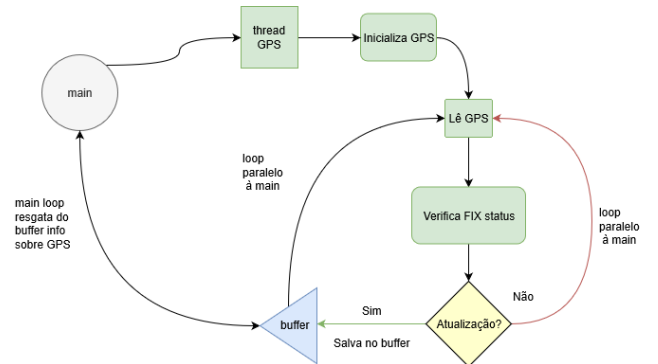 thread
GPS
Inicializa GPS
main
Lê GPS
loop
paralelo
à main
main loop
resgata do
buffer info
sobre GPS
Verifica FIX status
loop
paralelo
à main
Não
Sim
Atualização?
buffer
Salva no buffer